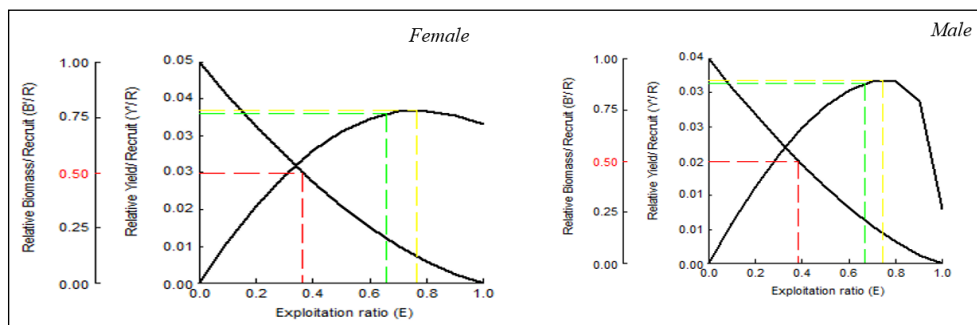 Female
Relative Biomass/ Recruit (B'/R)
1.00
0.75
0.50
0.25
0.00
Relative Yield/ Recruit (Y'/R)
0.05
0.04
0.03
0.03
0.03
0.01
0.00
0.0 0.2 0.4 0.6 0.8 1.0
Exploitation ratio (E)
Male
Relative Biomass/ Recruit (B'/R)
1.00
0.75
0.50
0.25
0.00
Relative Yield/ Recruit (Y'/R)
0.04
0.03
0.03
0.02
0.01
0.01
0.00
0.0 0.2 0.4 0.6 0.8 1.0
Exploitation ratio (E)